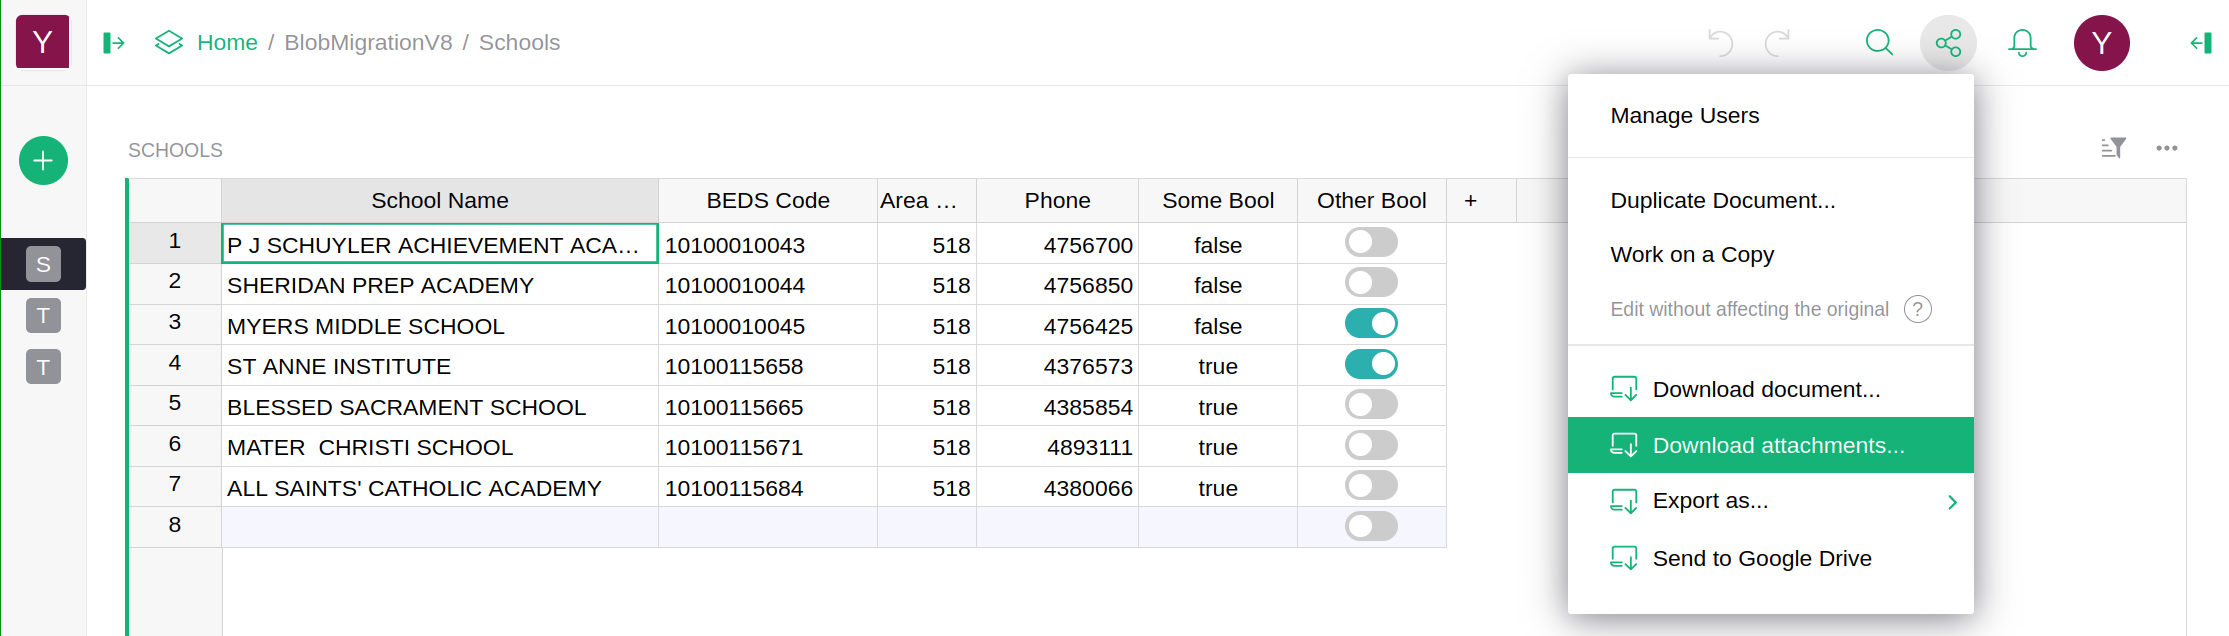 Y
Home / BlobMigrationV8 / Schools
Y
SCHOOLS
School Name BEDS Code Area … Phone Some Bool Other Bool +
1 P J SCHUYLER ACHIEVEMENT ACA… 10100010043 518 4756700 false
2 SHERIDAN PREP ACADEMY 10100010044 518 4756850 false
3 MYERS MIDDLE SCHOOL 10100010045 518 4756425 false
4 ST ANNE INSTITUTE 10100115658 518 4376573 true
5 BLESSED SACRAMENT SCHOOL 10100115665 518 4385854 true
6 MATER  CHRISTI SCHOOL 10100115671 518 4893111 true
7 ALL SAINTS' CATHOLIC ACADEMY 10100115684 518 4380066 true
8
S
T
T
Manage Users
Duplicate Document...
Work on a Copy
Edit without affecting the original ?
Download document...
Download attachments...
Export as...
Send to Google Drive